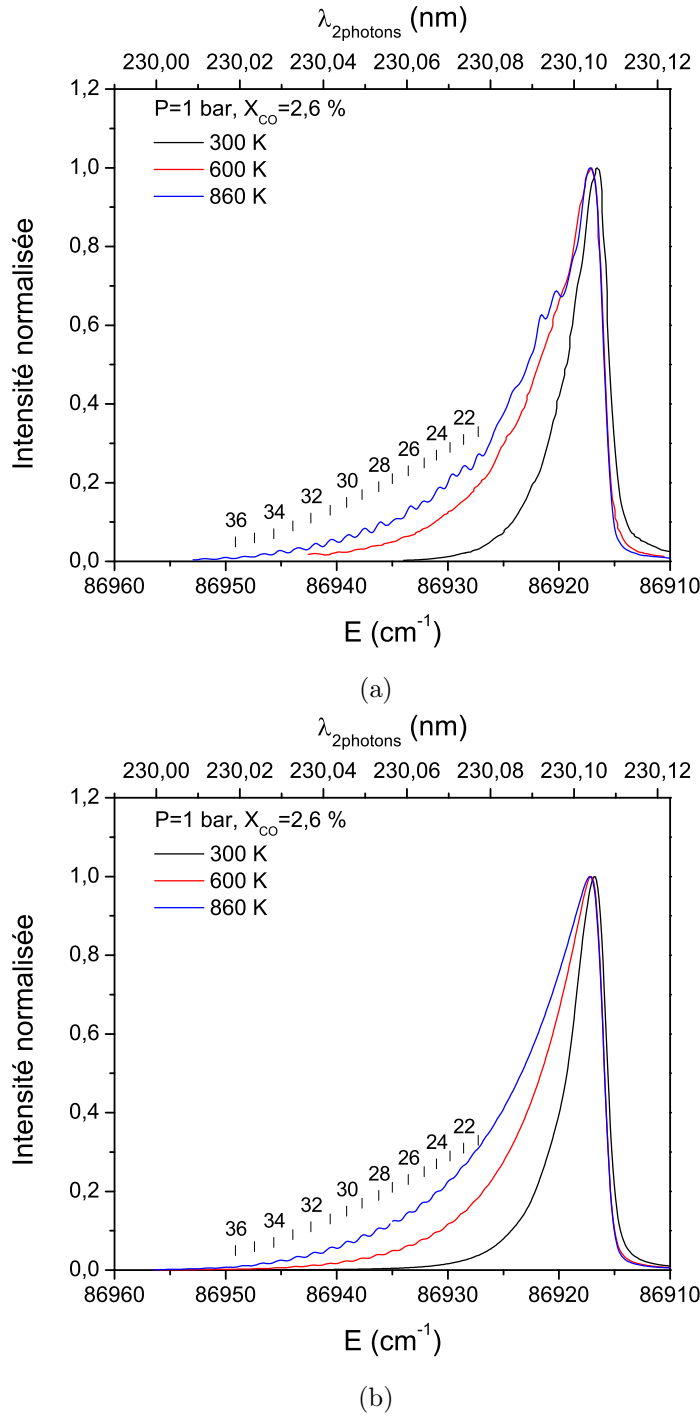 λ2photons (nm)
230,00 230,02 230,04 230,06 230,08 230,10 230,12
1,2
P=1 bar, XCO=2,6 %
300 K
600 K
860 K
1,0
0,8
0,6
0,4
0,2
0,0
Intensité normalisée
36 34 32 30 28 26 24 22
86960 86950 86940 86930 86920 86910
E (cm-1)
(a)
λ2photons (nm)
230,00 230,02 230,04 230,06 230,08 230,10 230,12
1,2
P=1 bar, XCO=2,6 %
300 K
600 K
860 K
1,0
0,8
0,6
0,4
0,2
0,0
Intensité normalisée
36 34 32 30 28 26 24 22
86960 86950 86940 86930 86920 86910
E (cm-1)
(b)